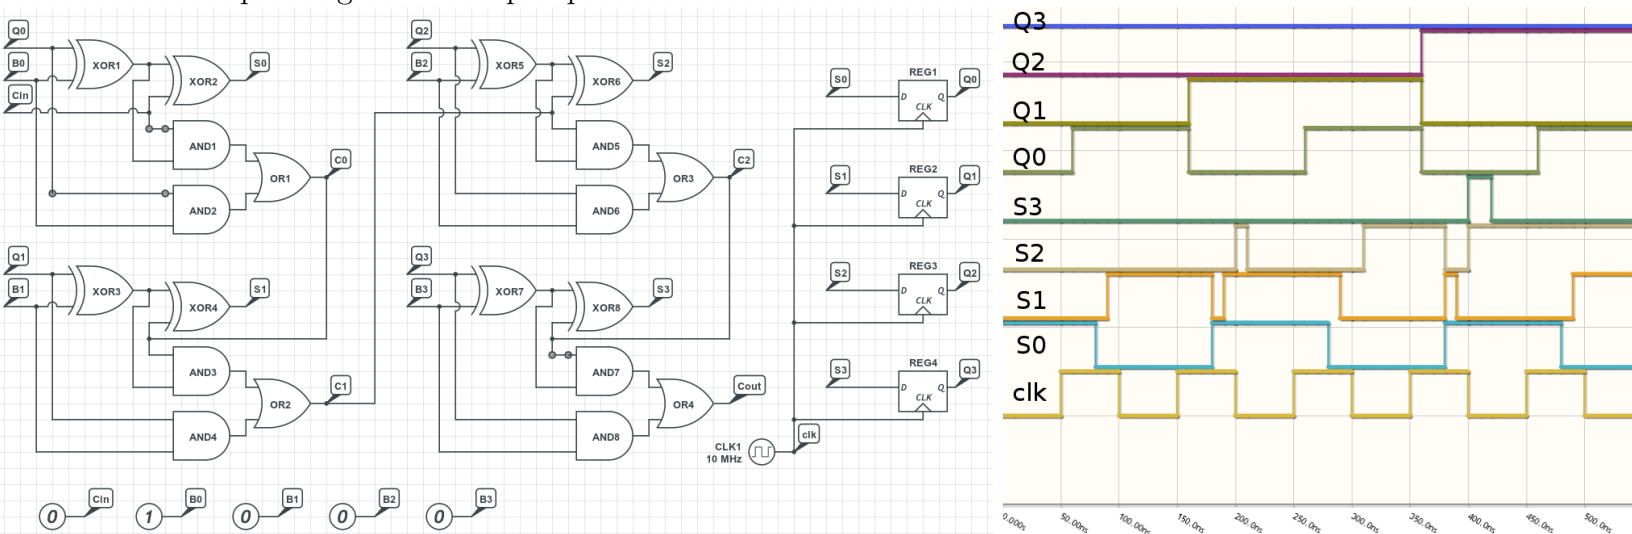 Q0
B0
Cin
XOR1
XOR2
S0
AND1
AND2
OR1
C0
Q1
B1
XOR3
XOR4
S1
AND3
AND4
OR2
C1
Q2
B2
XOR5
XOR6
S2
AND5
AND6
OR3
C2
Q3
B3
XOR7
XOR8
S3
AND7
AND8
OR4
Cout
CLK1
10 MHz
clk
REG1
S0
D
Q
CLK
Q0
REG2
S1
D
Q
CLK
Q1
REG3
S2
D
Q
CLK
Q2
REG4
S3
D
Q
CLK
Q3
0
Cin
1
B0
0
B1
0
B2
0
B3
Q3
Q2
Q1
Q0
S3
S2
S1
S0
clk
0.000s
50.00ns
100.0ns
150.0ns
200.0ns
250.0ns
300.0ns
350.0ns
400.0ns
450.0ns
500.0ns